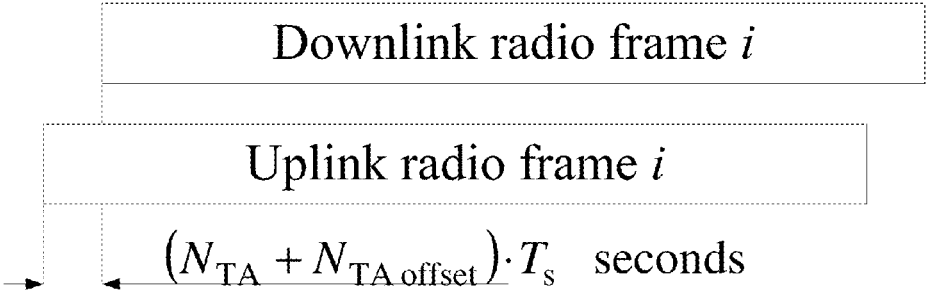 Downlink radio frame i
Uplink radio frame i
(N_TA + N_TA offset)·T_s seconds